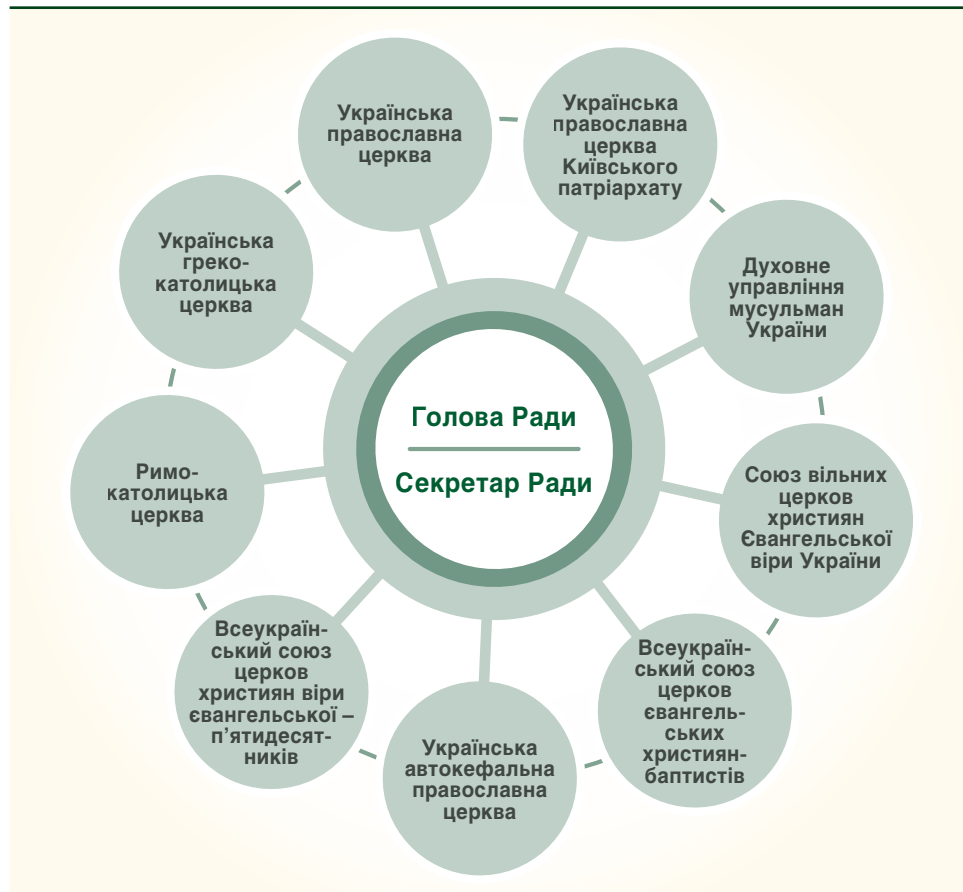 Українська
православна
церква
Українська
православна
церква
Київського
патріархату
Духовне
управління
мусульман
України
Союз вільних
церков
християн
Євангельської
віри України
Всеукраїн-
ський союз
церков
євангель-
ських
християн-
баптистів
Українська
автокефальна
православна
церква
Всеукраїн-
ський союз
церков
християн віри
євангельської –
п’ятидесят-
ників
Римо-
католицька
церква
Українська
греко-
католицька
церква
Голова Ради
Секретар Ради